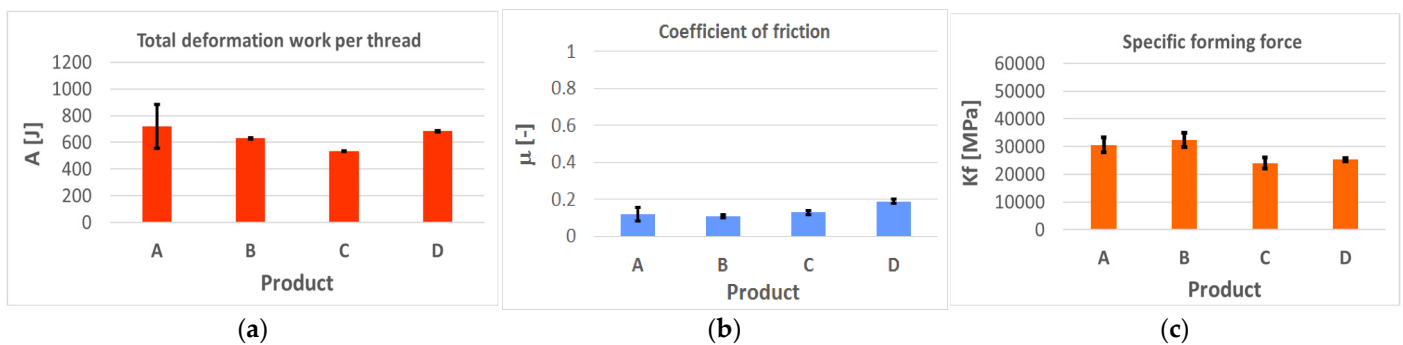 Total deformation work per thread
1200
1000
800
600
400
200
0
A [J]
A B C D
Product
(a)
Coefficient of friction
1
0.8
0.6
0.4
0.2
0
µ [-]
A B C D
Product
(b)
Specific forming force
60000
50000
40000
30000
20000
10000
0
Kf [MPa]
A B C D
Product
(c)